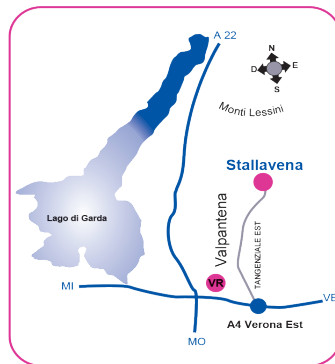 A 22
N
D E
S
Monti Lessini
Stallavena
Lago di Garda
Valpantena
TANGENZIALE EST
VR
MI
VE
A4 Verona Est
MO